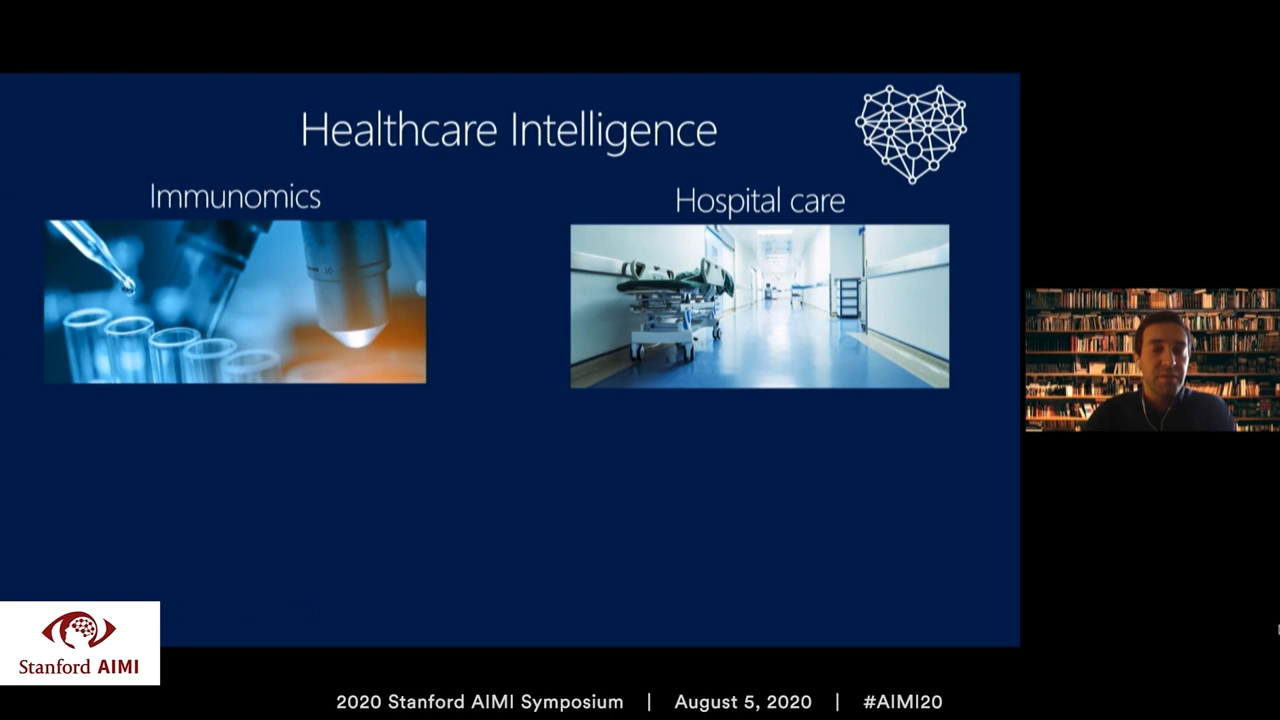 Healthcare Intelligence
Immunomics
Hospital care
Stanford AIMI
2020 Stanford AIMI Symposium | August 5, 2020 | #AIMI20